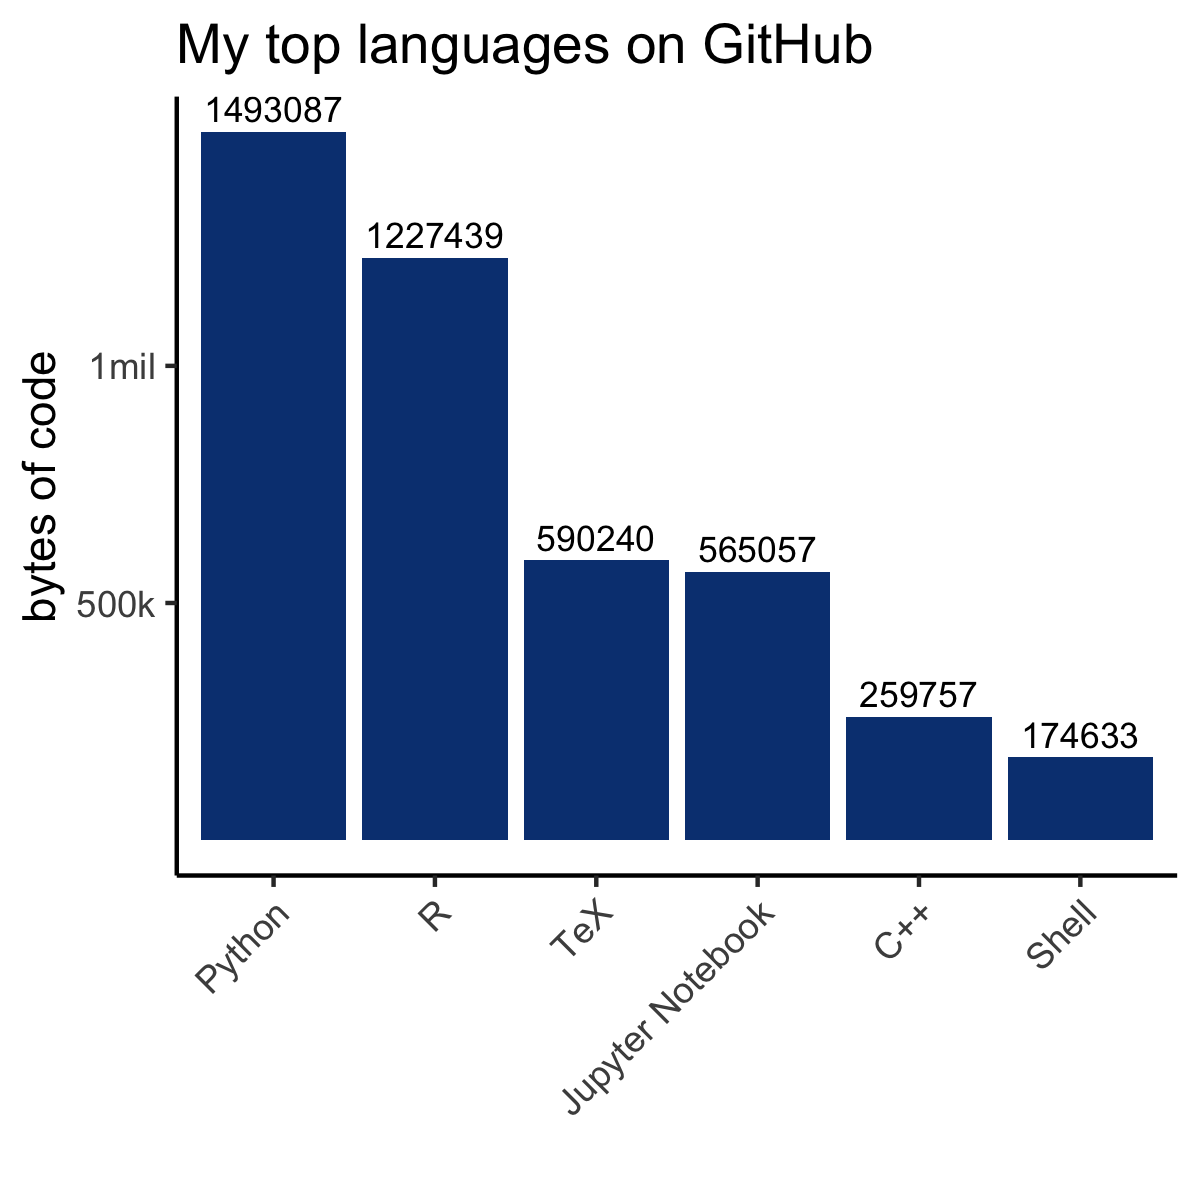 My top languages on GitHub
bytes of code
1mil
500k
1493087
1227439
590240
565057
259757
174633
Python
R
TeX
Jupyter Notebook
C++
Shell